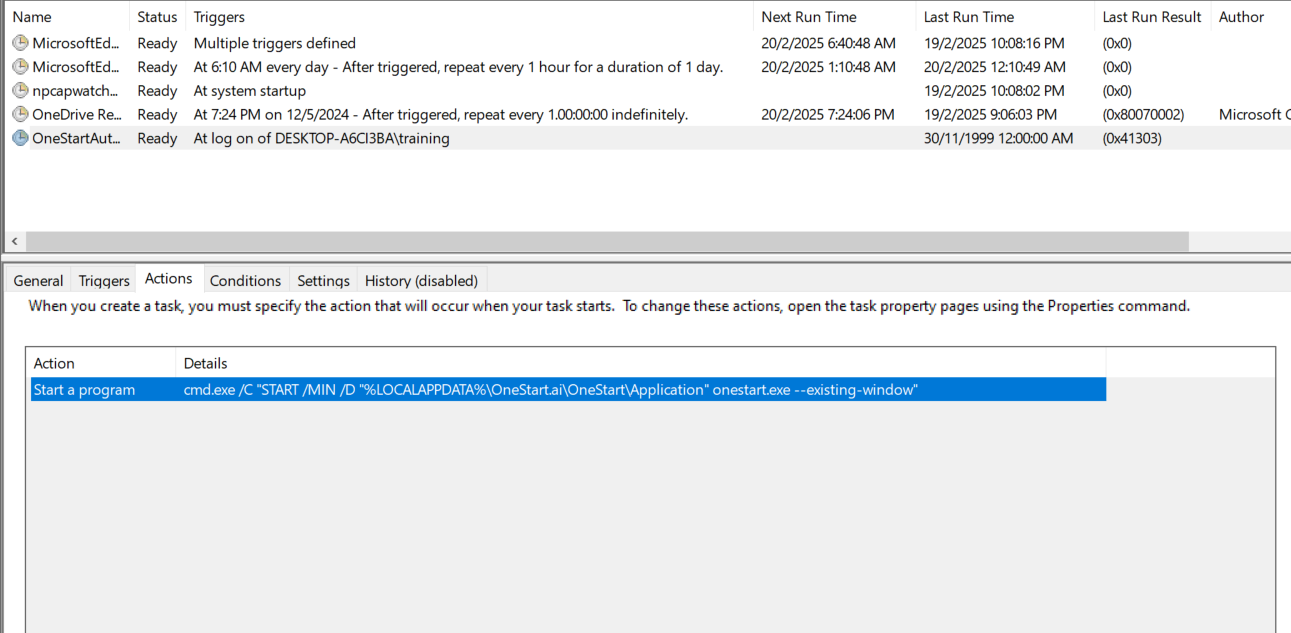 Name Status Triggers Next Run Time Last Run Time Last Run Result Author
MicrosoftEd... Ready Multiple triggers defined 20/2/2025 6:40:48 AM 19/2/2025 10:08:16 PM (0x0)
MicrosoftEd... Ready At 6:10 AM every day - After triggered, repeat every 1 hour for a duration of 1 day. 20/2/2025 1:10:48 AM 20/2/2025 12:10:49 AM (0x0)
npcapwatch... Ready At system startup 19/2/2025 10:08:02 PM (0x0)
OneDrive Re... Ready At 7:24 PM on 12/5/2024 - After triggered, repeat every 1.00:00:00 indefinitely. 20/2/2025 7:24:06 PM 19/2/2025 9:06:03 PM (0x80070002) Microsoft C
OneStartAut... Ready At log on of DESKTOP-A6CI3BA\training 30/11/1999 12:00:00 AM (0x41303)
General Triggers Actions Conditions Settings History (disabled)
When you create a task, you must specify the action that will occur when your task starts.  To change these actions, open the task property pages using the Properties command.
Action Details
Start a program cmd.exe /C "START /MIN /D "%LOCALAPPDATA%\OneStart.ai\OneStart\Application" onestart.exe --existing-window"